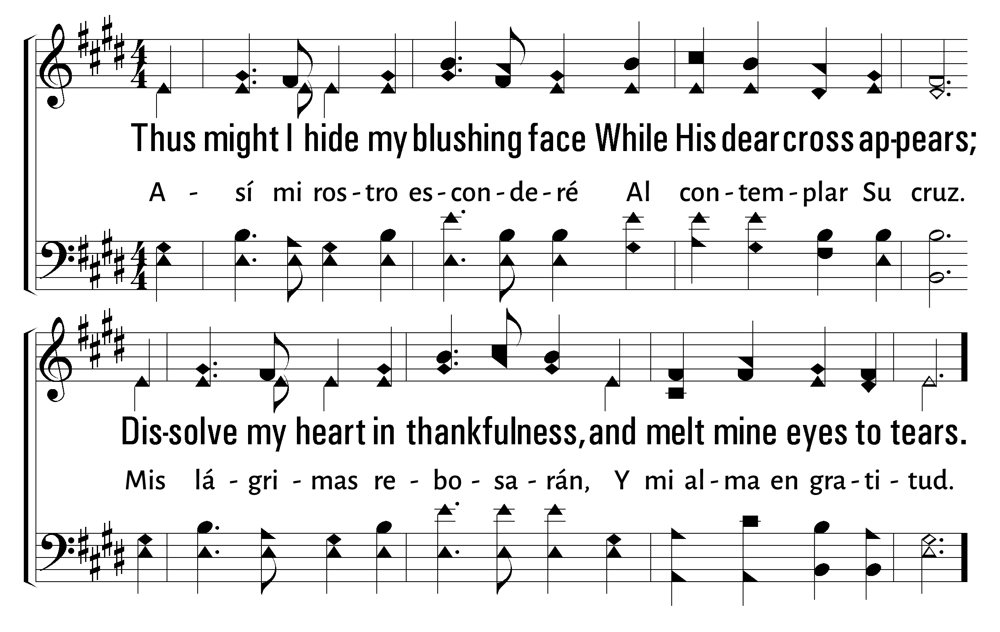 Thus might I hide my blushing face While His dear cross ap-pears;
A - sí mi ros - tro es - con - de - ré Al con - tem - plar Su cruz.
Dis-solve my heart in thankfulness, and melt mine eyes to tears.
Mis lá - gri - mas re - bo - sa - rán, Y mi al - ma en gra - ti - tud.